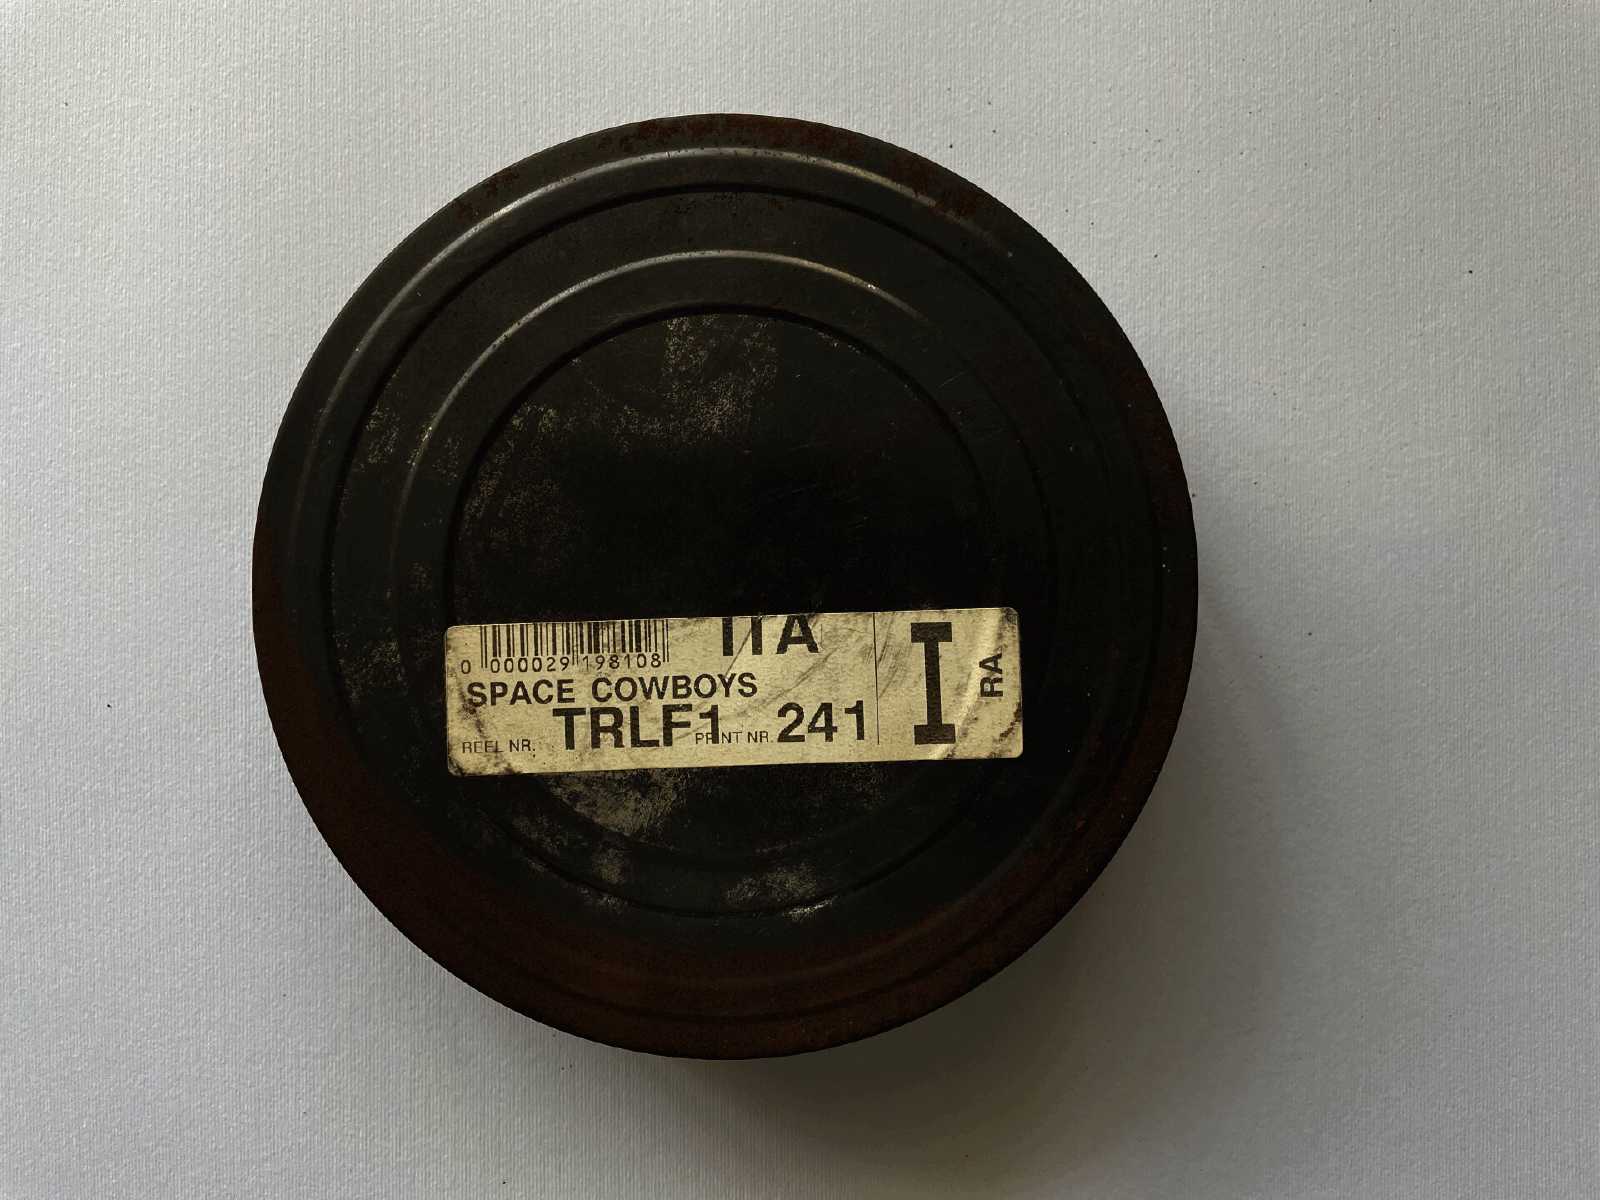 ITA
0 000029 198108
SPACE COWBOYS
REEL NR. TRLF1 PRINT NR. 241
I
RA